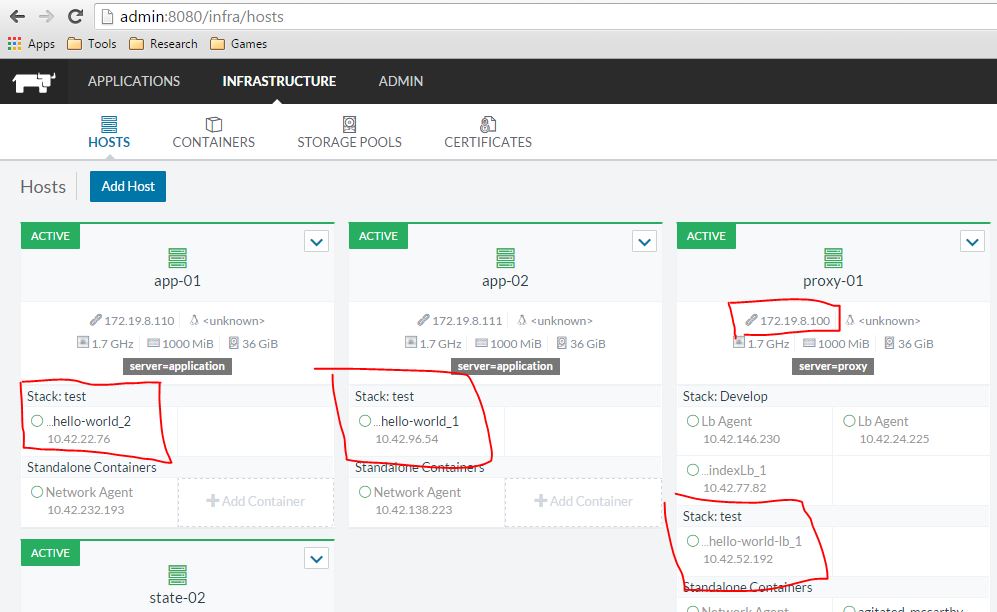 admin:8080/infra/hosts
Apps Tools Research Games
APPLICATIONS INFRASTRUCTURE ADMIN
HOSTS CONTAINERS STORAGE POOLS CERTIFICATES
Hosts Add Host
ACTIVE
app-01
172.19.8.110 <unknown>
1.7 GHz 1000 MiB 36 GiB
server=application
Stack: test
...hello-world_2
10.42.22.76
Standalone Containers
Network Agent
10.42.232.193
Add Container
ACTIVE
app-02
172.19.8.111 <unknown>
1.7 GHz 1000 MiB 36 GiB
server=application
Stack: test
...hello-world_1
10.42.96.54
Standalone Containers
Network Agent
10.42.138.223
Add Container
ACTIVE
proxy-01
172.19.8.100 <unknown>
1.7 GHz 1000 MiB 36 GiB
server=proxy
Stack: Develop
Lb Agent Lb Agent
10.42.146.230 10.42.24.225
...indexLb_1
10.42.77.82
Stack: test
...hello-world-lb_1
10.42.52.192
Standalone Containers
Network Agent agitated_mccarthy
ACTIVE
state-02